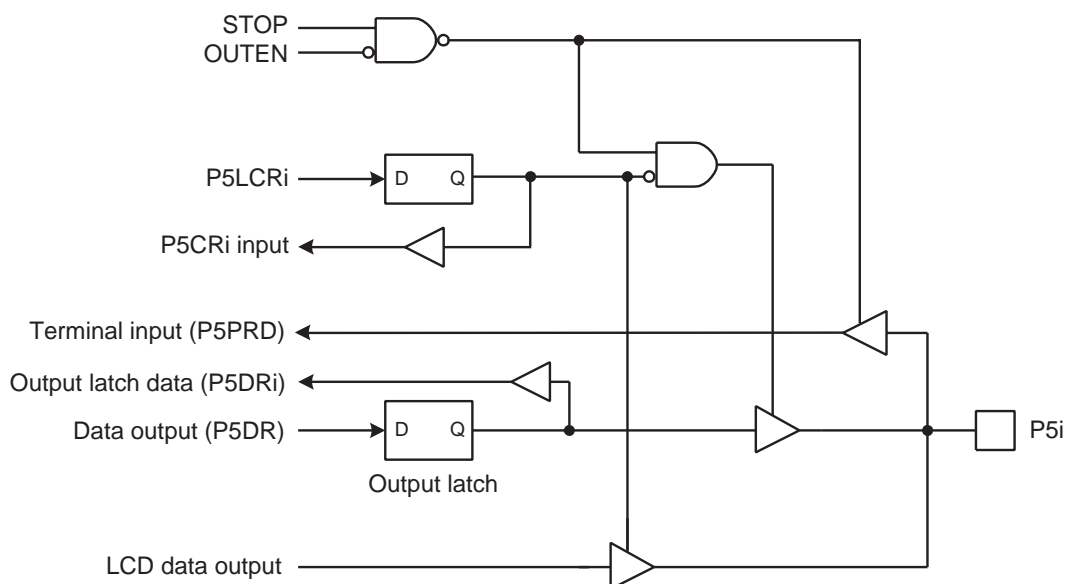 STOP
OUTEN
P5LCRi
D Q
P5CRi input
Terminal input (P5PRD)
Output latch data (P5DRi)
Data output (P5DR)
D Q
P5i
Output latch
LCD data output